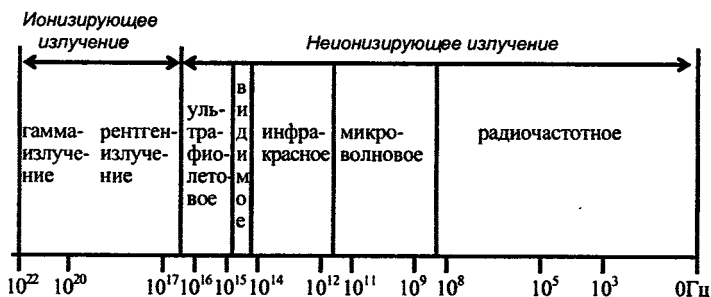 Ионизирующее
излучение
Неионизирующее излучение
гамма-
излуче-
ние
рентген-
излуче-
ние
уль-
тра-
фио-
лето-
вое
видимое
инфра-
красное
микро-
волновое
радиочастотное
10²² 10²⁰ 10¹⁷ 10¹⁶ 10¹⁵ 10¹⁴ 10¹² 10¹¹ 10⁹ 10⁸ 10⁵ 10³ 0Гц